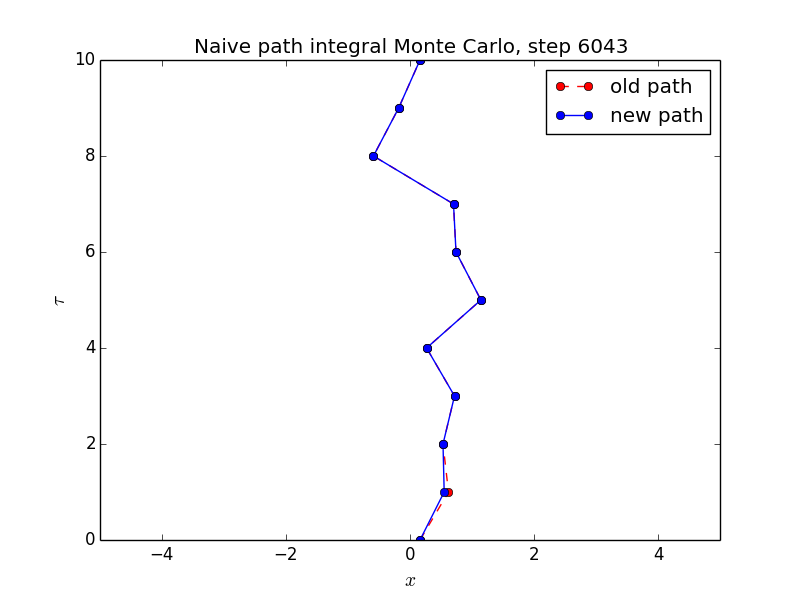 Naive path integral Monte Carlo, step 6043
old path
new path
10
8
6
4
2
0
τ
−4 −2 0 2 4
x